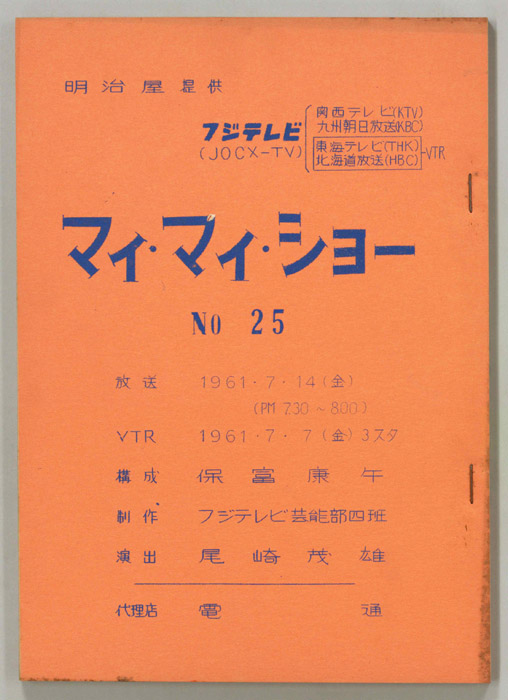 明治屋 提供
フジテレビ
(JOCX-TV)
関西テレビ(KTV)
九州朝日放送(KBC)
東海テレビ(THK)
北海道放送(HBC)
-VTR
マイ・マイ・ショー
No 25
放送 1961・7・14(金)
(PM 7.30～8.00)
VTR 1961・7・7(金)3スタ
構成 保富康午
制作 フジテレビ芸能部四班
演出 尾崎茂雄
代理店 電通